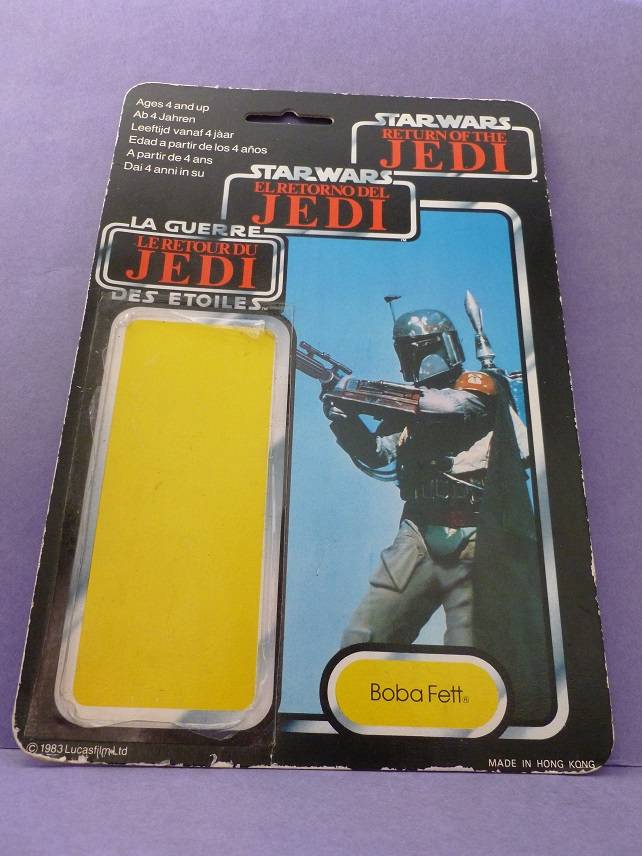 Ages 4 and up
Ab 4 Jahren
Leeftijd vanaf 4 jaar
Edad a partir de los 4 años
A partir de 4 ans
Dai 4 anni in su
STAR WARS
RETURN OF THE
JEDI
STAR WARS
EL RETORNO DEL
JEDI
LA GUERRE
LE RETOUR DU
JEDI
DES ETOILES
Boba Fett®
© 1983 Lucasfilm Ltd
MADE IN HONG KONG